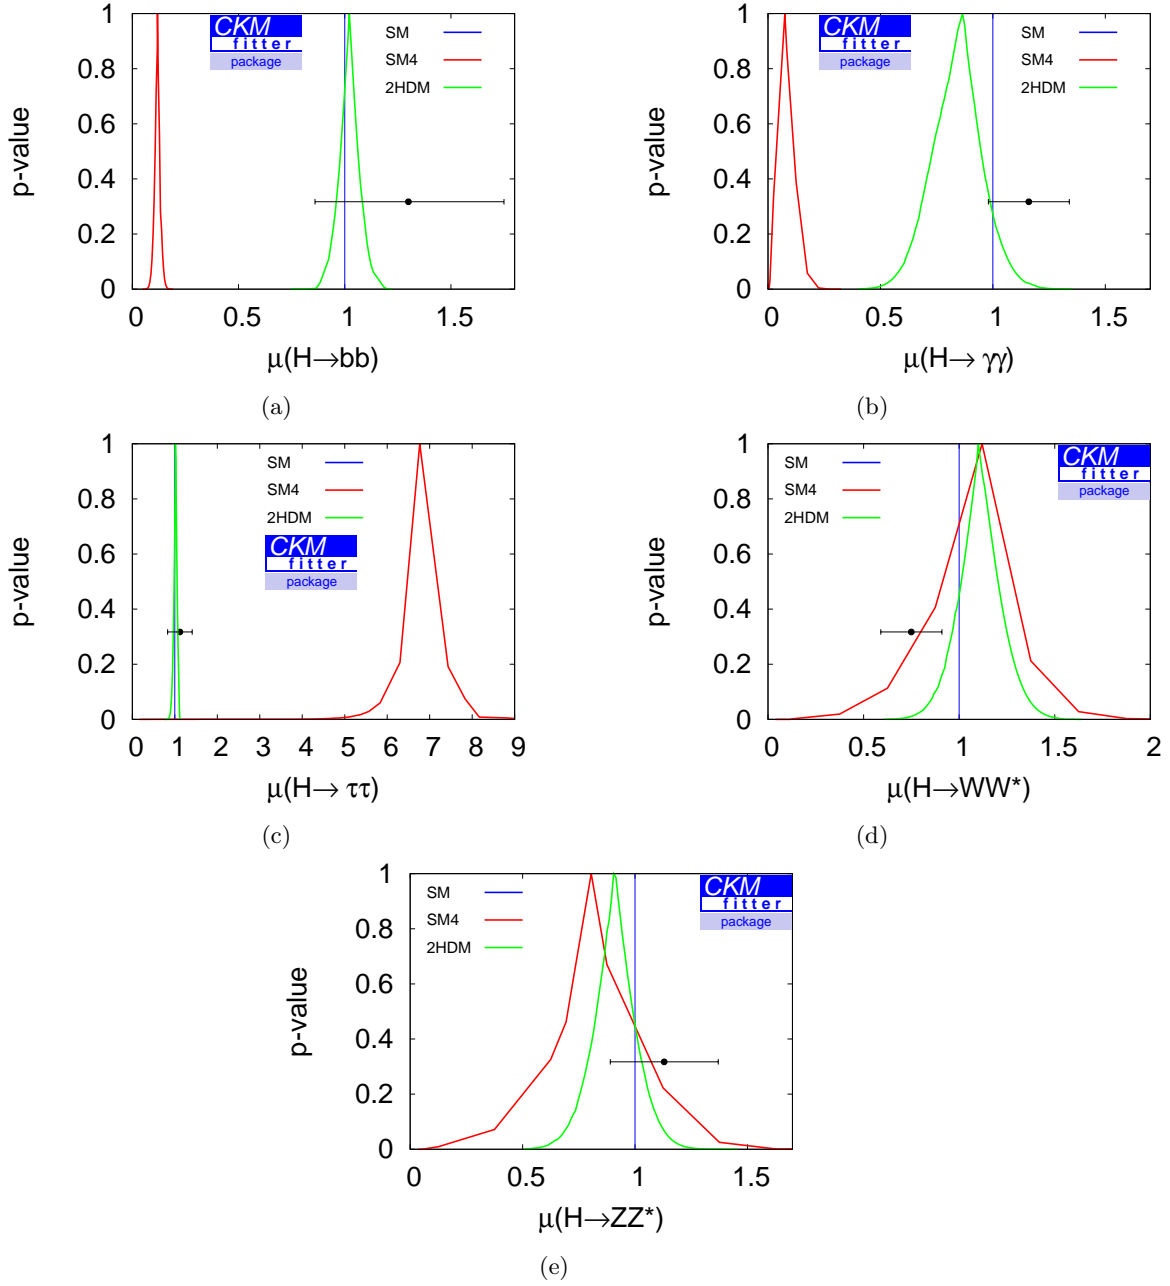 1
0.8
0.6
0.4
0.2
0
p-value
CKM
fitter
package
SM
SM4
2HDM
0 0.5 1 1.5
μ(H→bb)
(a)
1
0.8
0.6
0.4
0.2
0
p-value
CKM
fitter
package
SM
SM4
2HDM
0 0.5 1 1.5
μ(H→ γγ)
(b)
1
0.8
0.6
0.4
0.2
0
p-value
SM
SM4
2HDM
CKM
fitter
package
0 1 2 3 4 5 6 7 8 9
μ(H→ ττ)
(c)
1
0.8
0.6
0.4
0.2
0
p-value
SM
SM4
2HDM
CKM
fitter
package
0 0.5 1 1.5 2
μ(H→WW*)
(d)
1
0.8
0.6
0.4
0.2
0
p-value
SM
SM4
2HDM
CKM
fitter
package
0 0.5 1 1.5
μ(H→ZZ*)
(e)